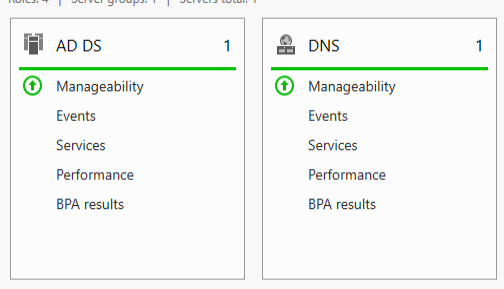 Roles: 4 | Server groups: 1 | Servers total: 1
AD DS 1
Manageability
Events
Services
Performance
BPA results
DNS 1
Manageability
Events
Services
Performance
BPA results